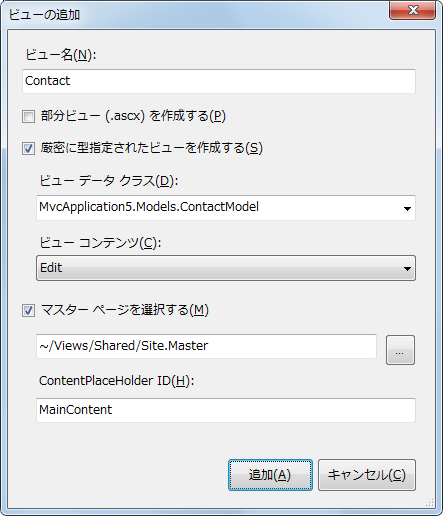 ビューの追加
ビュー名(N):
Contact
部分ビュー (.ascx) を作成する(P)
厳密に型指定されたビューを作成する(S)
ビュー データ クラス(D):
MvcApplication5.Models.ContactModel
ビュー コンテンツ(C):
Edit
マスター ページを選択する(M)
~/Views/Shared/Site.Master
...
ContentPlaceHolder ID(H):
MainContent
追加(A)
キャンセル(C)